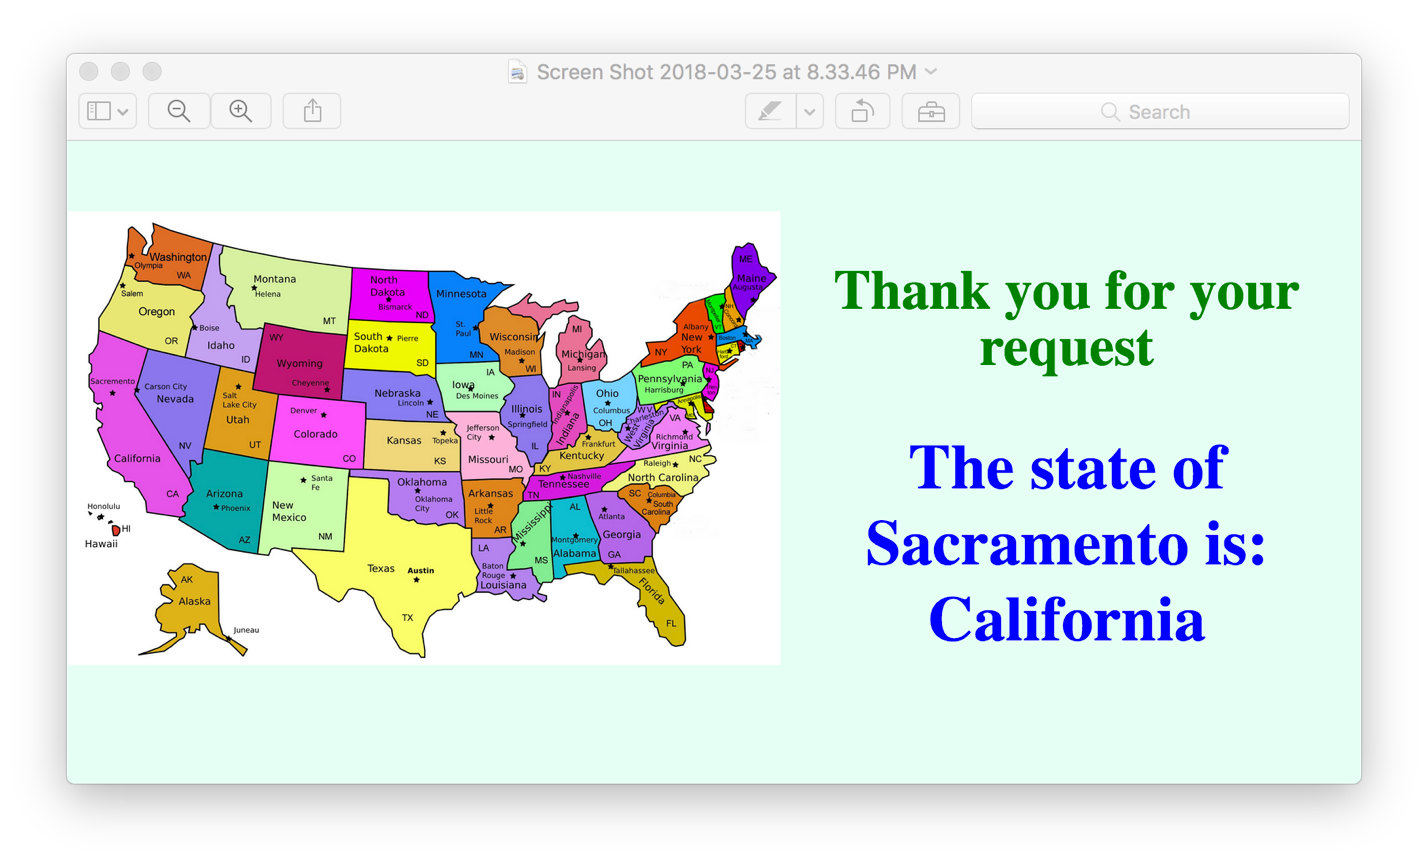 Screen Shot 2018-03-25 at 8.33.46 PM
Search
Thank you for your
request
The state of
Sacramento is:
California
Washington
Olympia
WA
Montana
Helena
MT
North
Dakota
Bismarck
ND
Minnesota
St.
Paul
MN
ME
Maine
Augusta
Salem
Oregon
OR
Boise
Idaho
ID
WY
Wyoming
Cheyenne
South
Dakota
Pierre
SD
Wisconsin
Madison
WI
MI
Michigan
Lansing
Albany
New
York
NY
VT
NH
Boston
Sacramento
California
CA
Carson City
Nevada
NV
Salt
Lake City
Utah
UT
Denver
Colorado
CO
Nebraska
Lincoln
NE
IA
Iowa
Des Moines
Illinois
Springfield
IL
IN
Indianapolis
Indiana
Ohio
Columbus
OH
PA
Pennsylvania
Harrisburg
NJ
Annapolis
WV
Charleston
West
Virginia
VA
Richmond
Virginia
Kansas
Topeka
KS
Jefferson
City
Missouri
MO
Frankfurt
Kentucky
KY
Raleigh
NC
North Carolina
Nashville
Tennessee
TN
Arizona
Phoenix
AZ
Santa
Fe
New
Mexico
NM
Oklahoma
Oklahoma
City
OK
Arkansas
Little
Rock
AR
SC
Columbia
South
Carolina
Mississippi
MS
AL
Montgomery
Alabama
Atlanta
Georgia
GA
Honolulu
HI
Hawaii
Texas
Austin
TX
LA
Baton
Rouge
Louisiana
Tallahassee
Florida
FL
AK
Alaska
Juneau